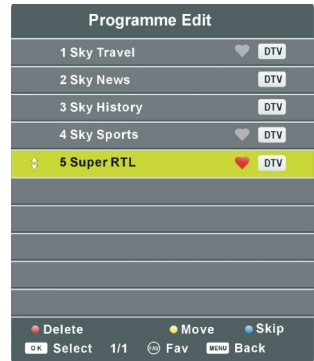 Programme Edit
1 Sky Travel DTV
2 Sky News DTV
3 Sky History DTV
4 Sky Sports DTV
5 Super RTL DTV
Delete Move Skip
OK Select 1/1 FAV Fav MENU Back